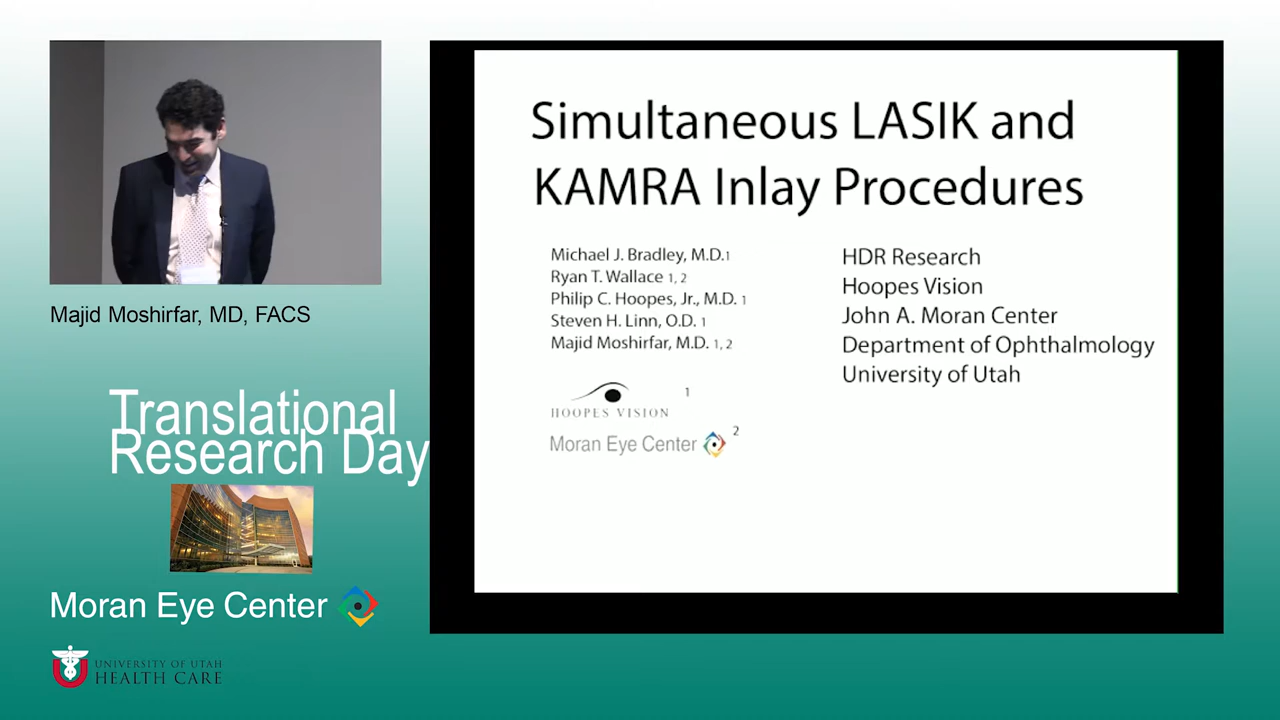 Majid Moshirfar, MD, FACS
Translational
Research Day
Moran Eye Center
UNIVERSITY OF UTAH
HEALTH CARE
Simultaneous LASIK and
KAMRA Inlay Procedures
Michael J. Bradley, M.D.1
Ryan T. Wallace 1, 2
Philip C. Hoopes, Jr., M.D. 1
Steven H. Linn, O.D. 1
Majid Moshirfar, M.D. 1, 2
HOOPES VISION 1
Moran Eye Center 2
HDR Research
Hoopes Vision
John A. Moran Center
Department of Ophthalmology
University of Utah